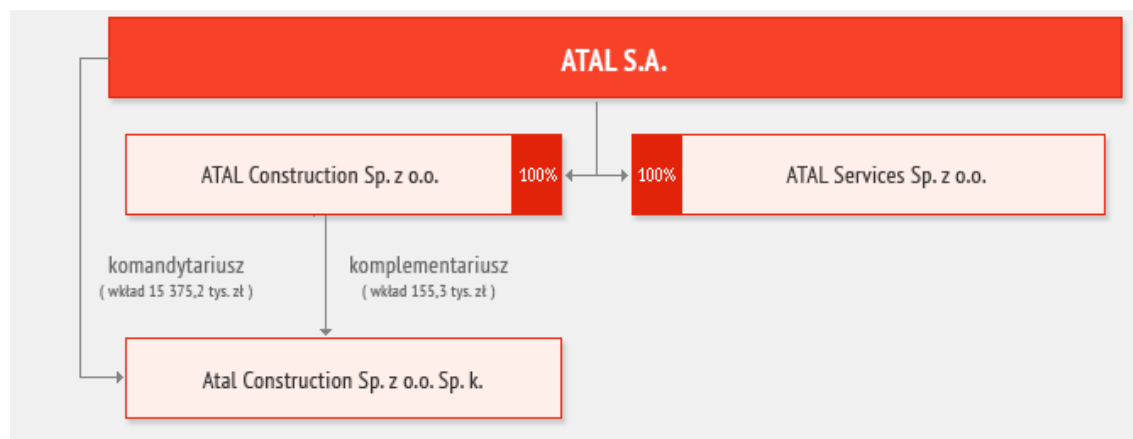 ATAL S.A.
ATAL Construction Sp. z o.o.
100%
100%
ATAL Services Sp. z o.o.
komandytariusz
( wkład 15 375,2 tys. zł )
komplementariusz
( wkład 155,3 tys. zł )
Atal Construction Sp. z o.o. Sp. k.